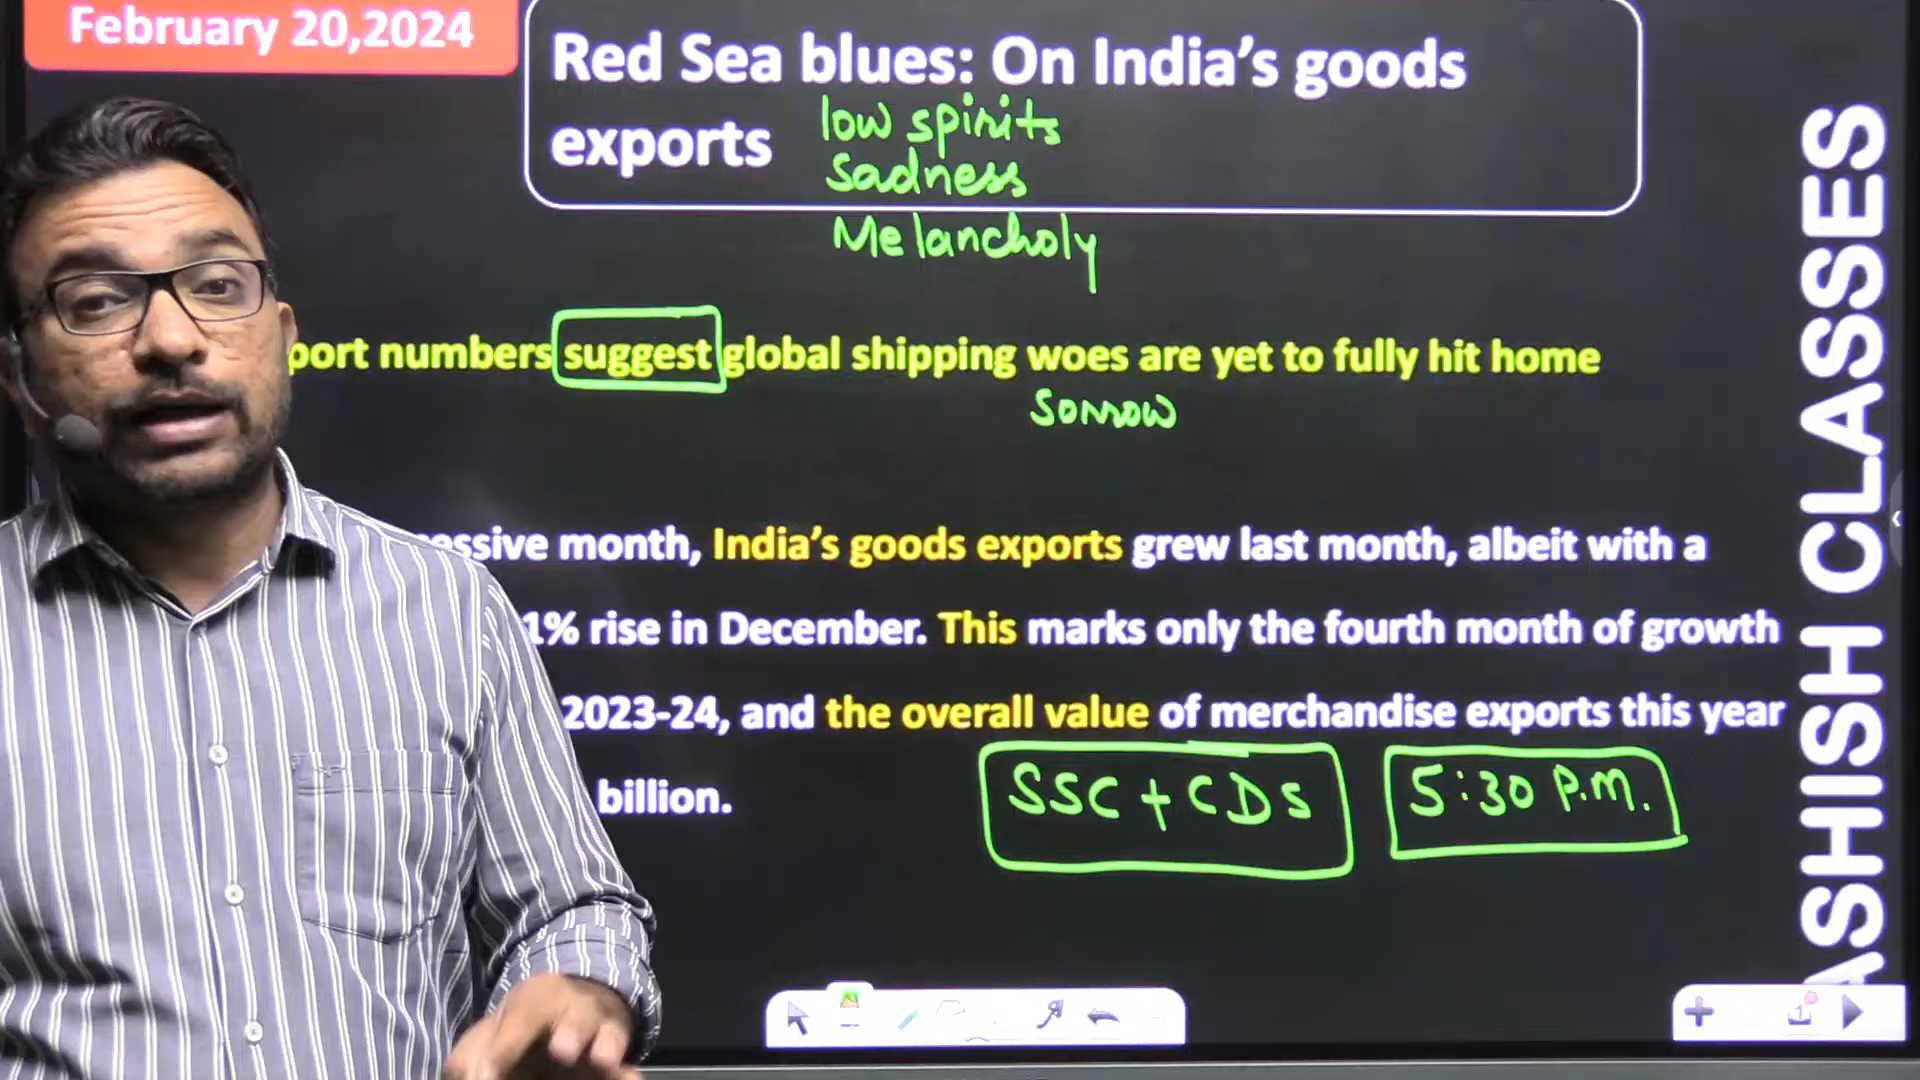 February 20,2024
Red Sea blues: On India’s goods
exports
low spirits
Sadness
Melancholy
port numbers suggest global shipping woes are yet to fully hit home
Sorrow
essive month, India’s goods exports grew last month, albeit with a
1% rise in December. This marks only the fourth month of growth
2023-24, and the overall value of merchandise exports this year
billion.
SSC + CDS
5:30 P.M.
ASHISH CLASSES
1